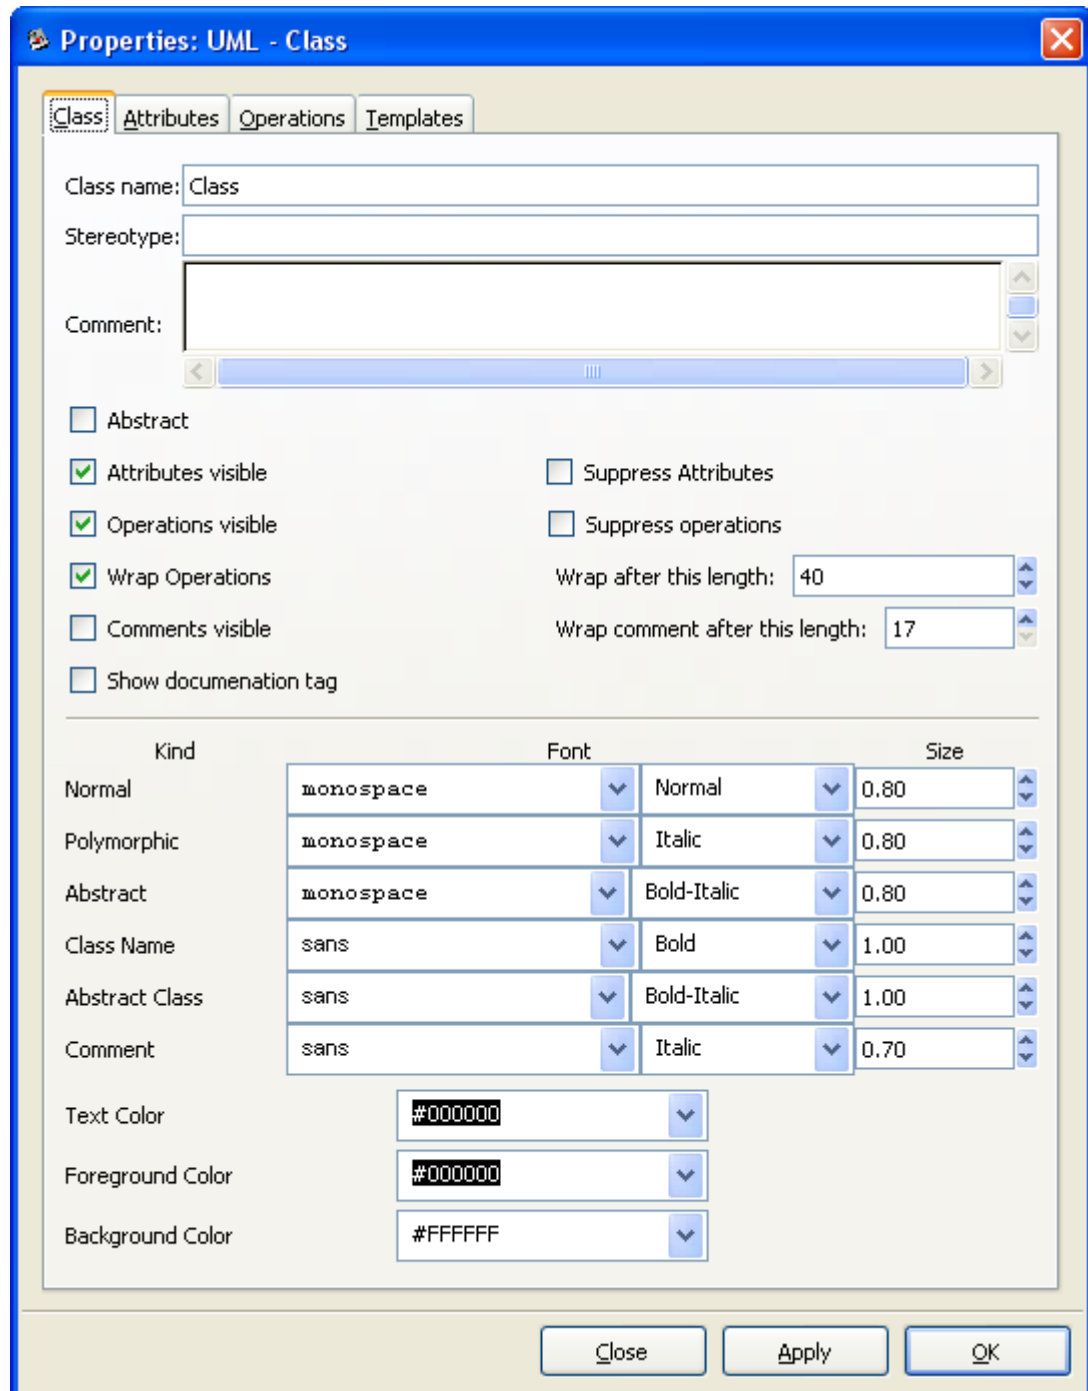 Properties: UML - Class
Class Attributes Operations Templates
Class name: Class
Stereotype:
Comment:
Abstract
Attributes visible Suppress Attributes
Operations visible Suppress operations
Wrap Operations Wrap after this length: 40
Comments visible Wrap comment after this length: 17
Show documenation tag
Kind Font Size
Normal monospace Normal 0.80
Polymorphic monospace Italic 0.80
Abstract monospace Bold-Italic 0.80
Class Name sans Bold 1.00
Abstract Class sans Bold-Italic 1.00
Comment sans Italic 0.70
Text Color #000000
Foreground Color #000000
Background Color #FFFFFF
Close Apply OK